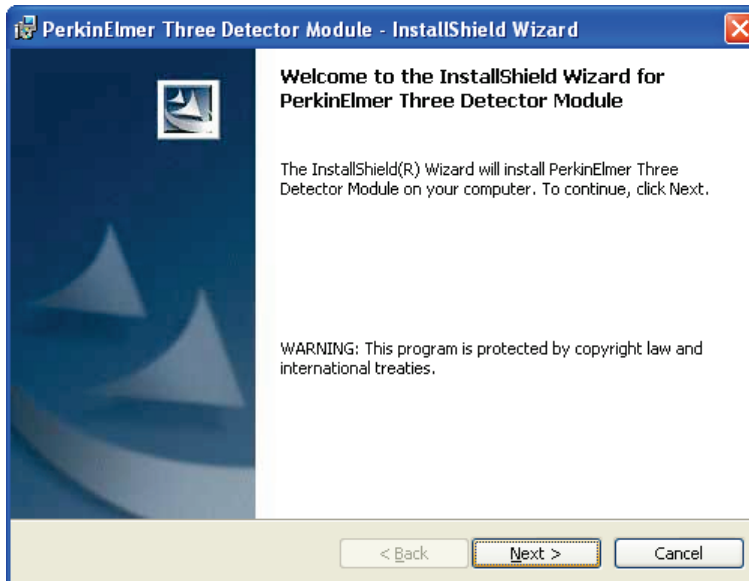 PerkinElmer Three Detector Module - InstallShield Wizard
Welcome to the InstallShield Wizard for
PerkinElmer Three Detector Module
The InstallShield(R) Wizard will install PerkinElmer Three
Detector Module on your computer. To continue, click Next.
WARNING: This program is protected by copyright law and
international treaties.
< Back
Next >
Cancel